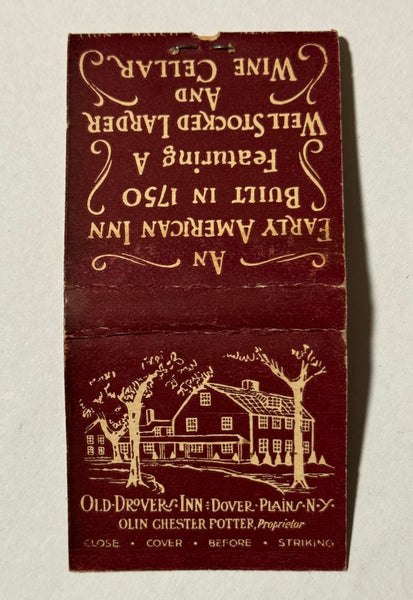 AN
EARLY AMERICAN INN
BUILT IN 1750
Featuring A
WELL STOCKED LARDER
AND
WINE CELLAR
OLD·DROVERS·INN : DOVER·PLAINS·N·Y·
OLIN CHESTER POTTER, Proprietor
CLOSE · COVER · BEFORE · STRIKING